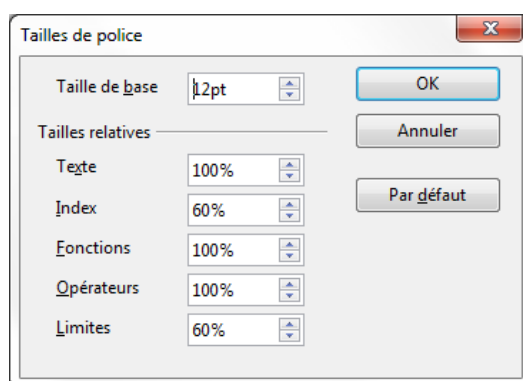 Tailles de police
Taille de base 12pt OK
Tailles relatives Annuler
Texte 100%
Par défaut
Index 60%
Fonctions 100%
Opérateurs 100%
Limites 60%